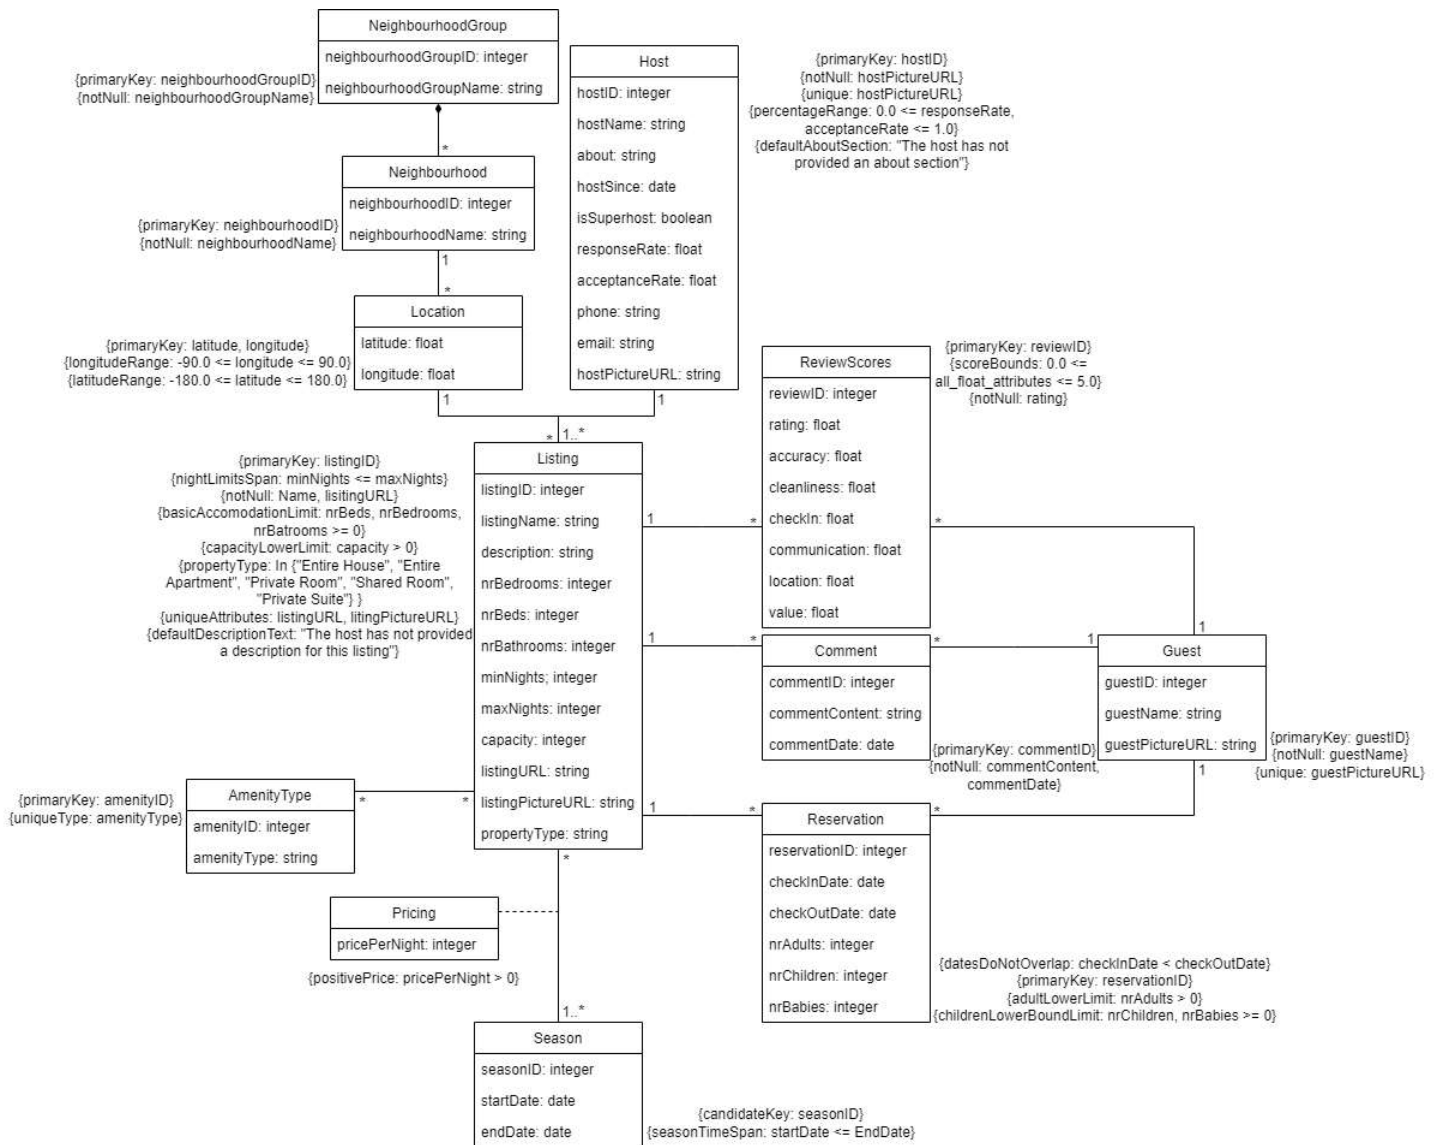 NeighbourhoodGroup
neighbourhoodGroupID: integer
neighbourhoodGroupName: string
{primaryKey: neighbourhoodGroupID}
{notNull: neighbourhoodGroupName}
*
Neighbourhood
neighbourhoodID: integer
neighbourhoodName: string
{primaryKey: neighbourhoodID}
{notNull: neighbourhoodName}
1
*
Location
latitude: float
longitude: float
{primaryKey: latitude, longitude}
{longitudeRange: -90.0 <= longitude <= 90.0}
{latitudeRange: -180.0 <= latitude <= 180.0}
1
Host
hostID: integer
hostName: string
about: string
hostSince: date
isSuperhost: boolean
responseRate: float
acceptanceRate: float
phone: string
email: string
hostPictureURL: string
{primaryKey: hostID}
{notNull: hostPictureURL}
{unique: hostPictureURL}
{percentageRange: 0.0 <= responseRate,
acceptanceRate <= 1.0}
{defaultAboutSection: "The host has not
provided an about section"}
1
* 1..*
Listing
listingID: integer
listingName: string
description: string
nrBedrooms: integer
nrBeds: integer
nrBathrooms: integer
minNights; integer
maxNights: integer
capacity: integer
listingURL: string
listingPictureURL: string
propertyType: string
{primaryKey: listingID}
{nightLimitsSpan: minNights <= maxNights}
{notNull: Name, lisitingURL}
{basicAccomodationLimit: nrBeds, nrBedrooms,
nrBatrooms >= 0}
{capacityLowerLimit: capacity > 0}
{propertyType: In {"Entire House", "Entire
Apartment", "Private Room", "Shared Room",
"Private Suite"} }
{uniqueAttributes: listingURL, litingPictureURL}
{defaultDescriptionText: "The host has not provided
a description for this listing"}
1
*
ReviewScores
reviewID: integer
rating: float
accuracy: float
cleanliness: float
checkIn: float
communication: float
location: float
value: float
{primaryKey: reviewID}
{scoreBounds: 0.0 <=
all_float_attributes <= 5.0}
{notNull: rating}
*
1
1
*
Comment
commentID: integer
commentContent: string
commentDate: date
{primaryKey: commentID}
{notNull: commentContent,
commentDate}
*
1
Guest
guestID: integer
guestName: string
guestPictureURL: string
{primaryKey: guestID}
{notNull: guestName}
{unique: guestPictureURL}
1
1
*
*
Reservation
reservationID: integer
checkInDate: date
checkOutDate: date
nrAdults: integer
nrChildren: integer
nrBabies: integer
{datesDoNotOverlap: checkInDate < checkOutDate}
{primaryKey: reservationID}
{adultLowerLimit: nrAdults > 0}
{childrenLowerBoundLimit: nrChildren, nrBabies >= 0}
AmenityType
amenityID: integer
amenityType: string
{primaryKey: amenityID}
{uniqueType: amenityType}
*
*
*
Pricing
pricePerNight: integer
{positivePrice: pricePerNight > 0}
1..*
Season
seasonID: integer
startDate: date
endDate: date
{candidateKey: seasonID}
{seasonTimeSpan: startDate <= EndDate}